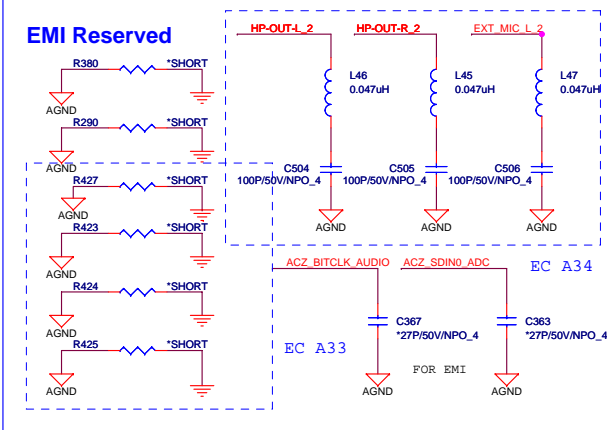 EMI Reserved
R380 *SHORT
AGND
R290 *SHORT
AGND
R427 *SHORT
AGND
R423 *SHORT
AGND
R424 *SHORT
AGND
R425 *SHORT
AGND
HP-OUT-L_2 HP-OUT-R_2 EXT_MIC_L_2
L46
0.047uH
L45
0.047uH
L47
0.047uH
C504
100P/50V/NPO_4
C505
100P/50V/NPO_4
C506
100P/50V/NPO_4
AGND AGND AGND
EC A34
ACZ_BITCLK_AUDIO ACZ_SDIN0_ADC
EC A33
C367
*27P/50V/NPO_4
C363
*27P/50V/NPO_4
FOR EMI
AGND AGND